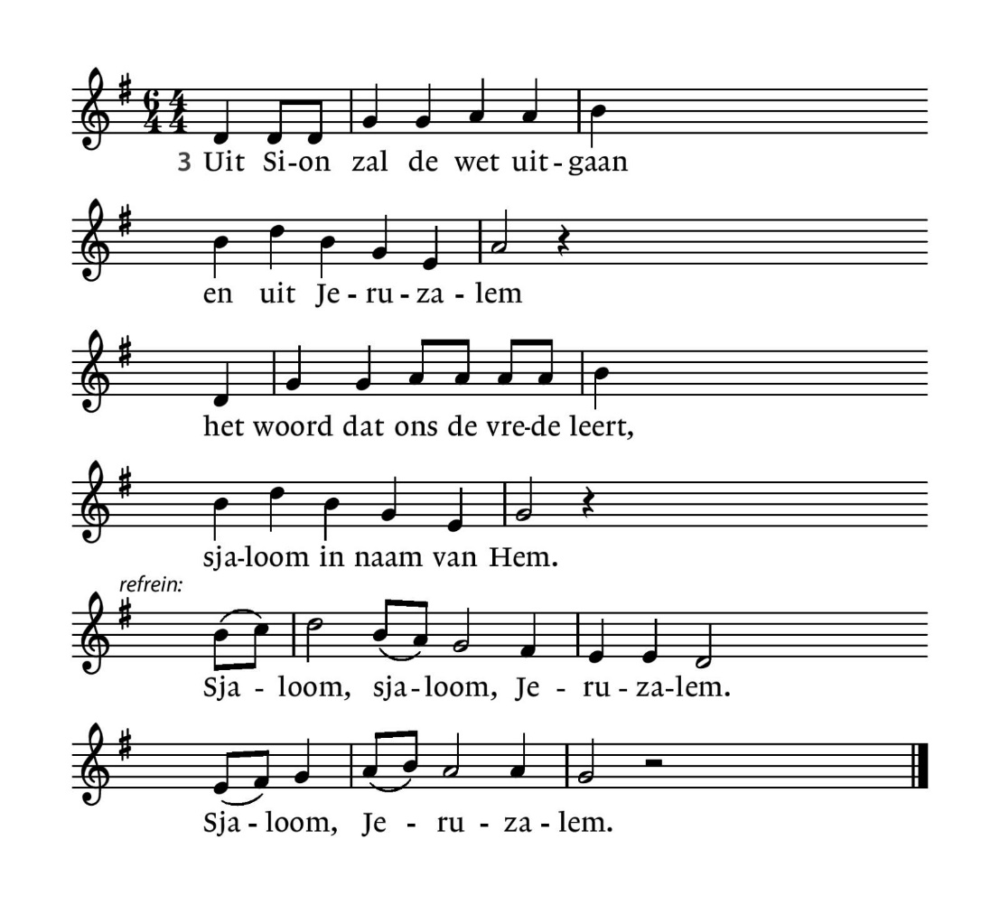 6 4
4 4
3 Uit Si-on zal de wet uit-gaan
en uit Je-ru-za-lem
het woord dat ons de vre-de leert,
sja-loom in naam van Hem.
refrein:
Sja-loom, sja-loom, Je-ru-za-lem.
Sja-loom, Je-ru-za-lem.